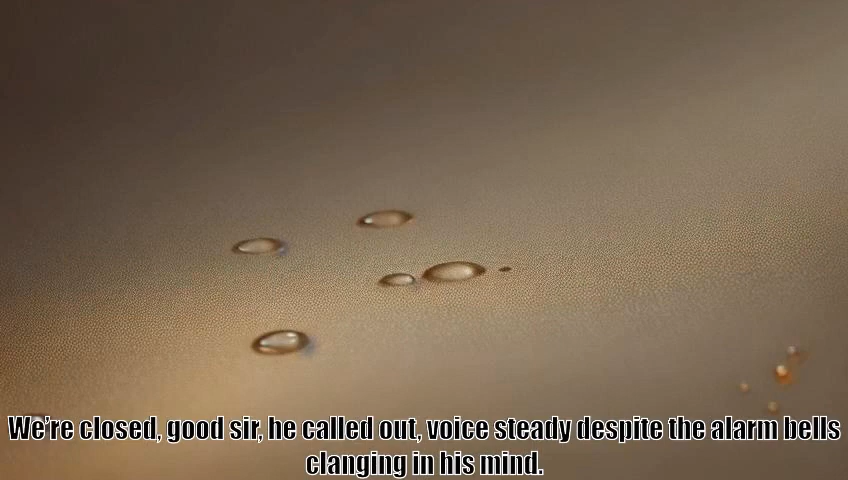 We're closed, good sir, he called out, voice steady despite the alarm bells
clanging in his mind.